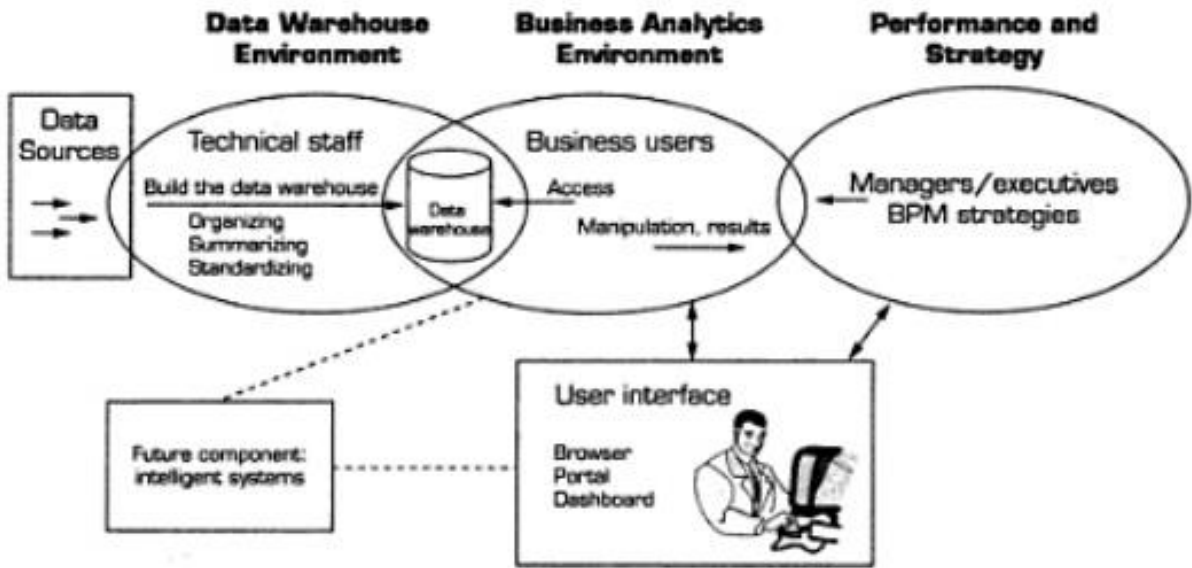 Data Warehouse
Environment
Business Analytics
Environment
Performance and
Strategy
Data
Sources
Technical staff
Build the data warehouse
Organizing
Summarizing
Standardizing
Data
warehouse
Business users
Access
Manipulation, results
Managers/executives
BPM strategies
Future component:
intelligent systems
User interface
Browser
Portal
Dashboard